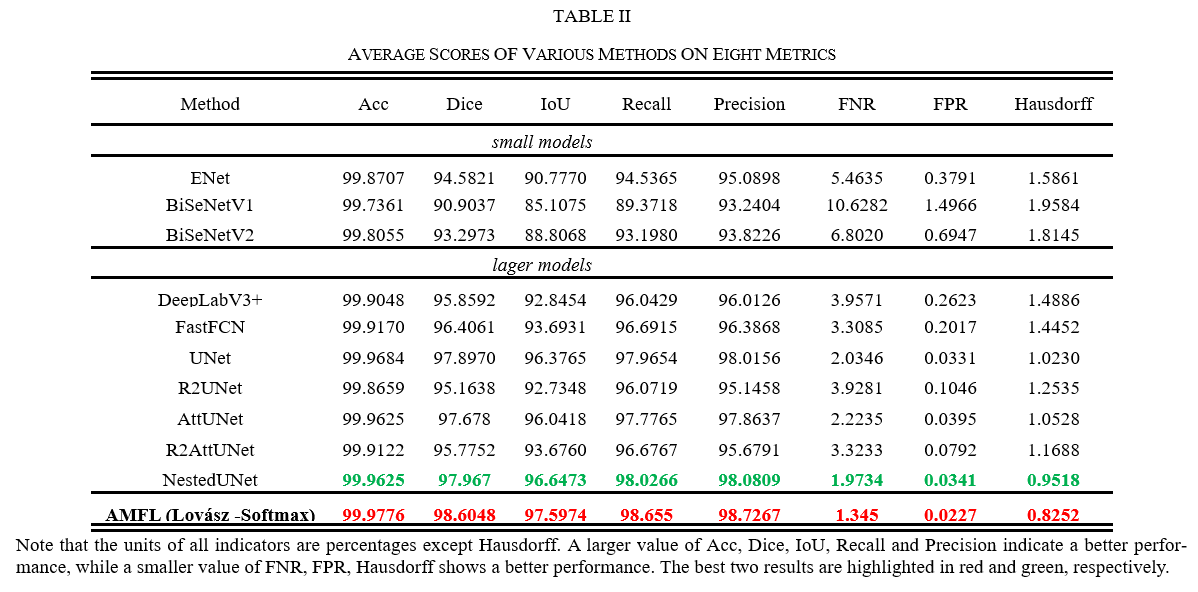 TABLE II
AVERAGE SCORES OF VARIOUS METHODS ON EIGHT METRICS
Method Acc Dice IoU Recall Precision FNR FPR Hausdorff
small models
ENet 99.8707 94.5821 90.7770 94.5365 95.0898 5.4635 0.3791 1.5861
BiSeNetV1 99.7361 90.9037 85.1075 89.3718 93.2404 10.6282 1.4966 1.9584
BiSeNetV2 99.8055 93.2973 88.8068 93.1980 93.8226 6.8020 0.6947 1.8145
lager models
DeepLabV3+ 99.9048 95.8592 92.8454 96.0429 96.0126 3.9571 0.2623 1.4886
FastFCN 99.9170 96.4061 93.6931 96.6915 96.3868 3.3085 0.2017 1.4452
UNet 99.9684 97.8970 96.3765 97.9654 98.0156 2.0346 0.0331 1.0230
R2UNet 99.8659 95.1638 92.7348 96.0719 95.1458 3.9281 0.1046 1.2535
AttUNet 99.9625 97.678 96.0418 97.7765 97.8637 2.2235 0.0395 1.0528
R2AttUNet 99.9122 95.7752 93.6760 96.6767 95.6791 3.3233 0.0792 1.1688
NestedUNet 99.9625 97.967 96.6473 98.0266 98.0809 1.9734 0.0341 0.9518
AMFL (Lovász -Softmax) 99.9776 98.6048 97.5974 98.655 98.7267 1.345 0.0227 0.8252
Note that the units of all indicators are percentages except Hausdorff. A larger value of Acc, Dice, IoU, Recall and Precision indicate a better perfor-
mance, while a smaller value of FNR, FPR, Hausdorff shows a better performance. The best two results are highlighted in red and green, respectively.